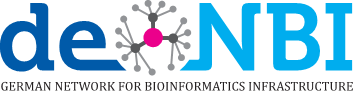 de NBI
GERMAN NETWORK FOR BIOINFORMATICS INFRASTRUCTURE